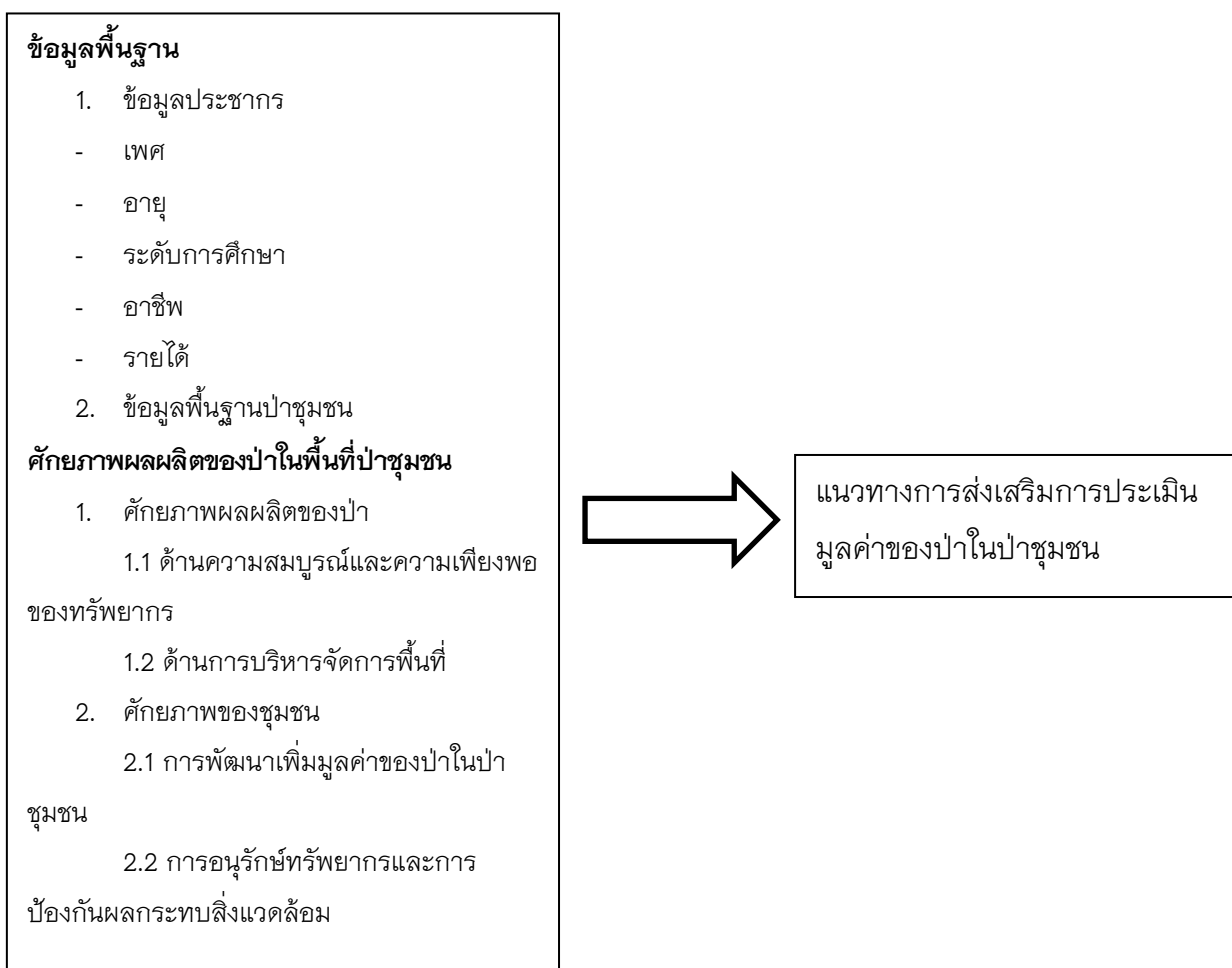 ข้อมูลพื้นฐาน
1. ข้อมูลประชากร
- เพศ
- อายุ
- ระดับการศึกษา
- อาชีพ
- รายได้
2. ข้อมูลพื้นฐานป่าชุมชน
ศักยภาพผลผลิตของป่าในพื้นที่ป่าชุมชน
1. ศักยภาพผลผลิตของป่า
1.1 ด้านความสมบูรณ์และความเพียงพอ
ของทรัพยากร
1.2 ด้านการบริหารจัดการพื้นที่
2. ศักยภาพของชุมชน
2.1 การพัฒนาเพิ่มมูลค่าของป่าในป่า
ชุมชน
2.2 การอนุรักษ์ทรัพยากรและการ
ป้องกันผลกระทบสิ่งแวดล้อม
แนวทางการส่งเสริมการประเมิน
มูลค่าของป่าในป่าชุมชน